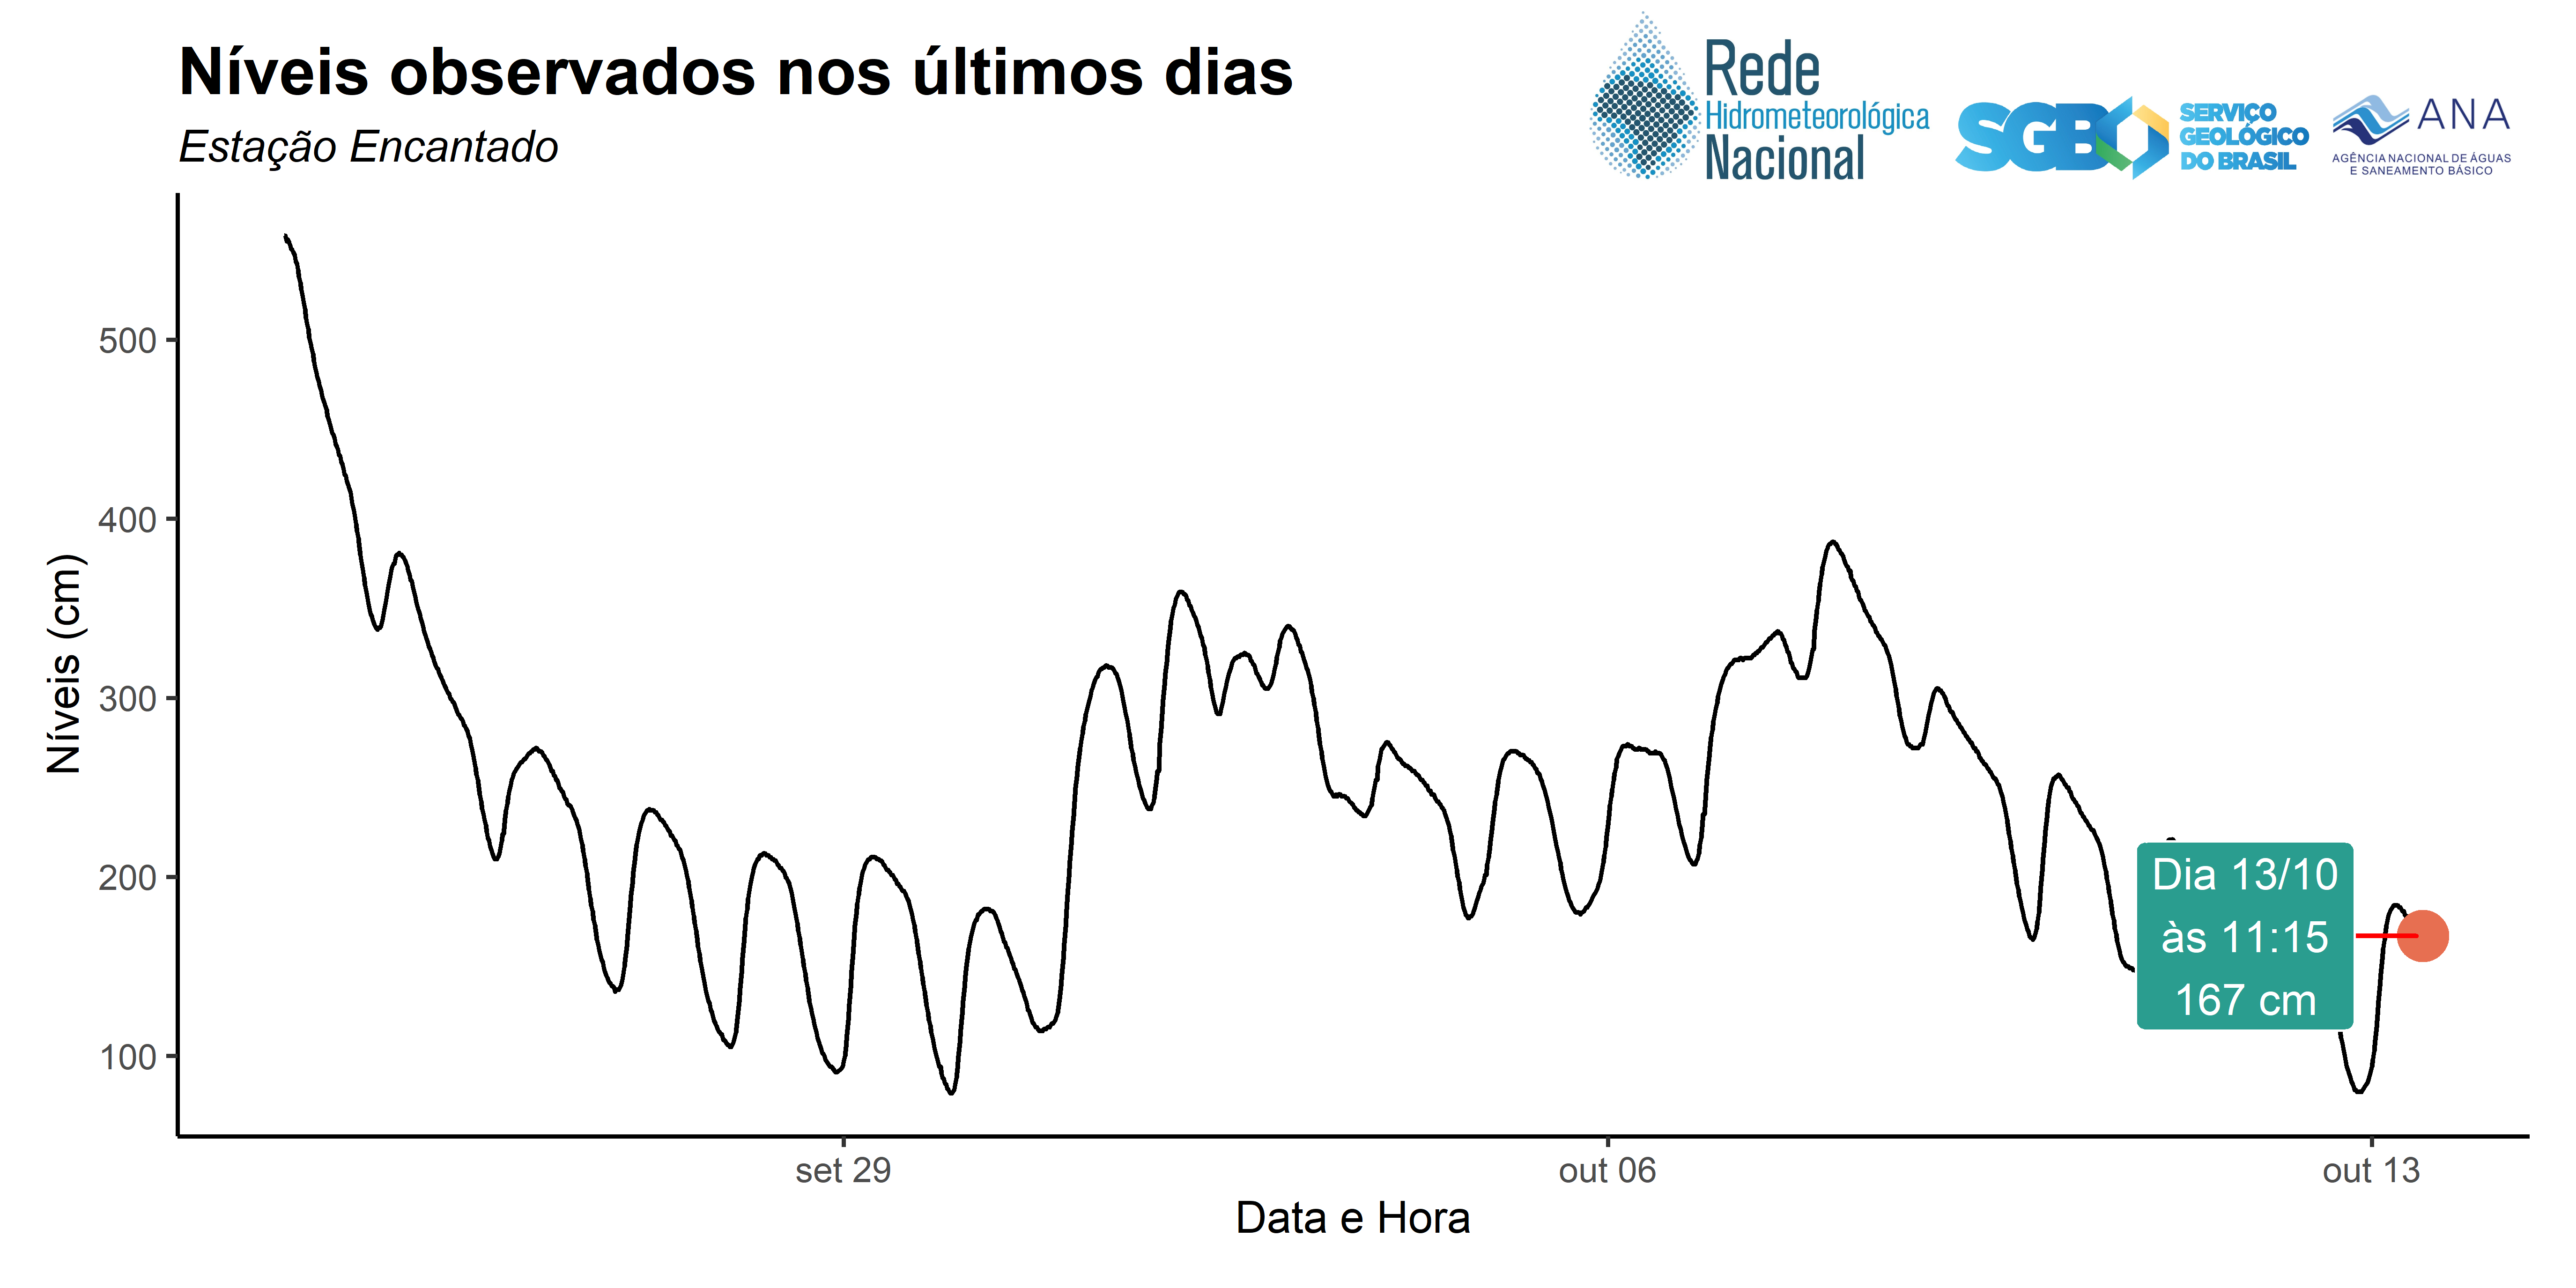 Níveis observados nos últimos dias
Estação Encantado
Rede
Hidrometeorológica
Nacional
SGB
SERVIÇO
GEOLÓGICO
DO BRASIL
ANA
AGÊNCIA NACIONAL DE ÁGUAS
E SANEAMENTO BÁSICO
Níveis (cm)
500
400
300
200
100
Dia 13/10
às 11:15
167 cm
set 29
out 06
out 13
Data e Hora